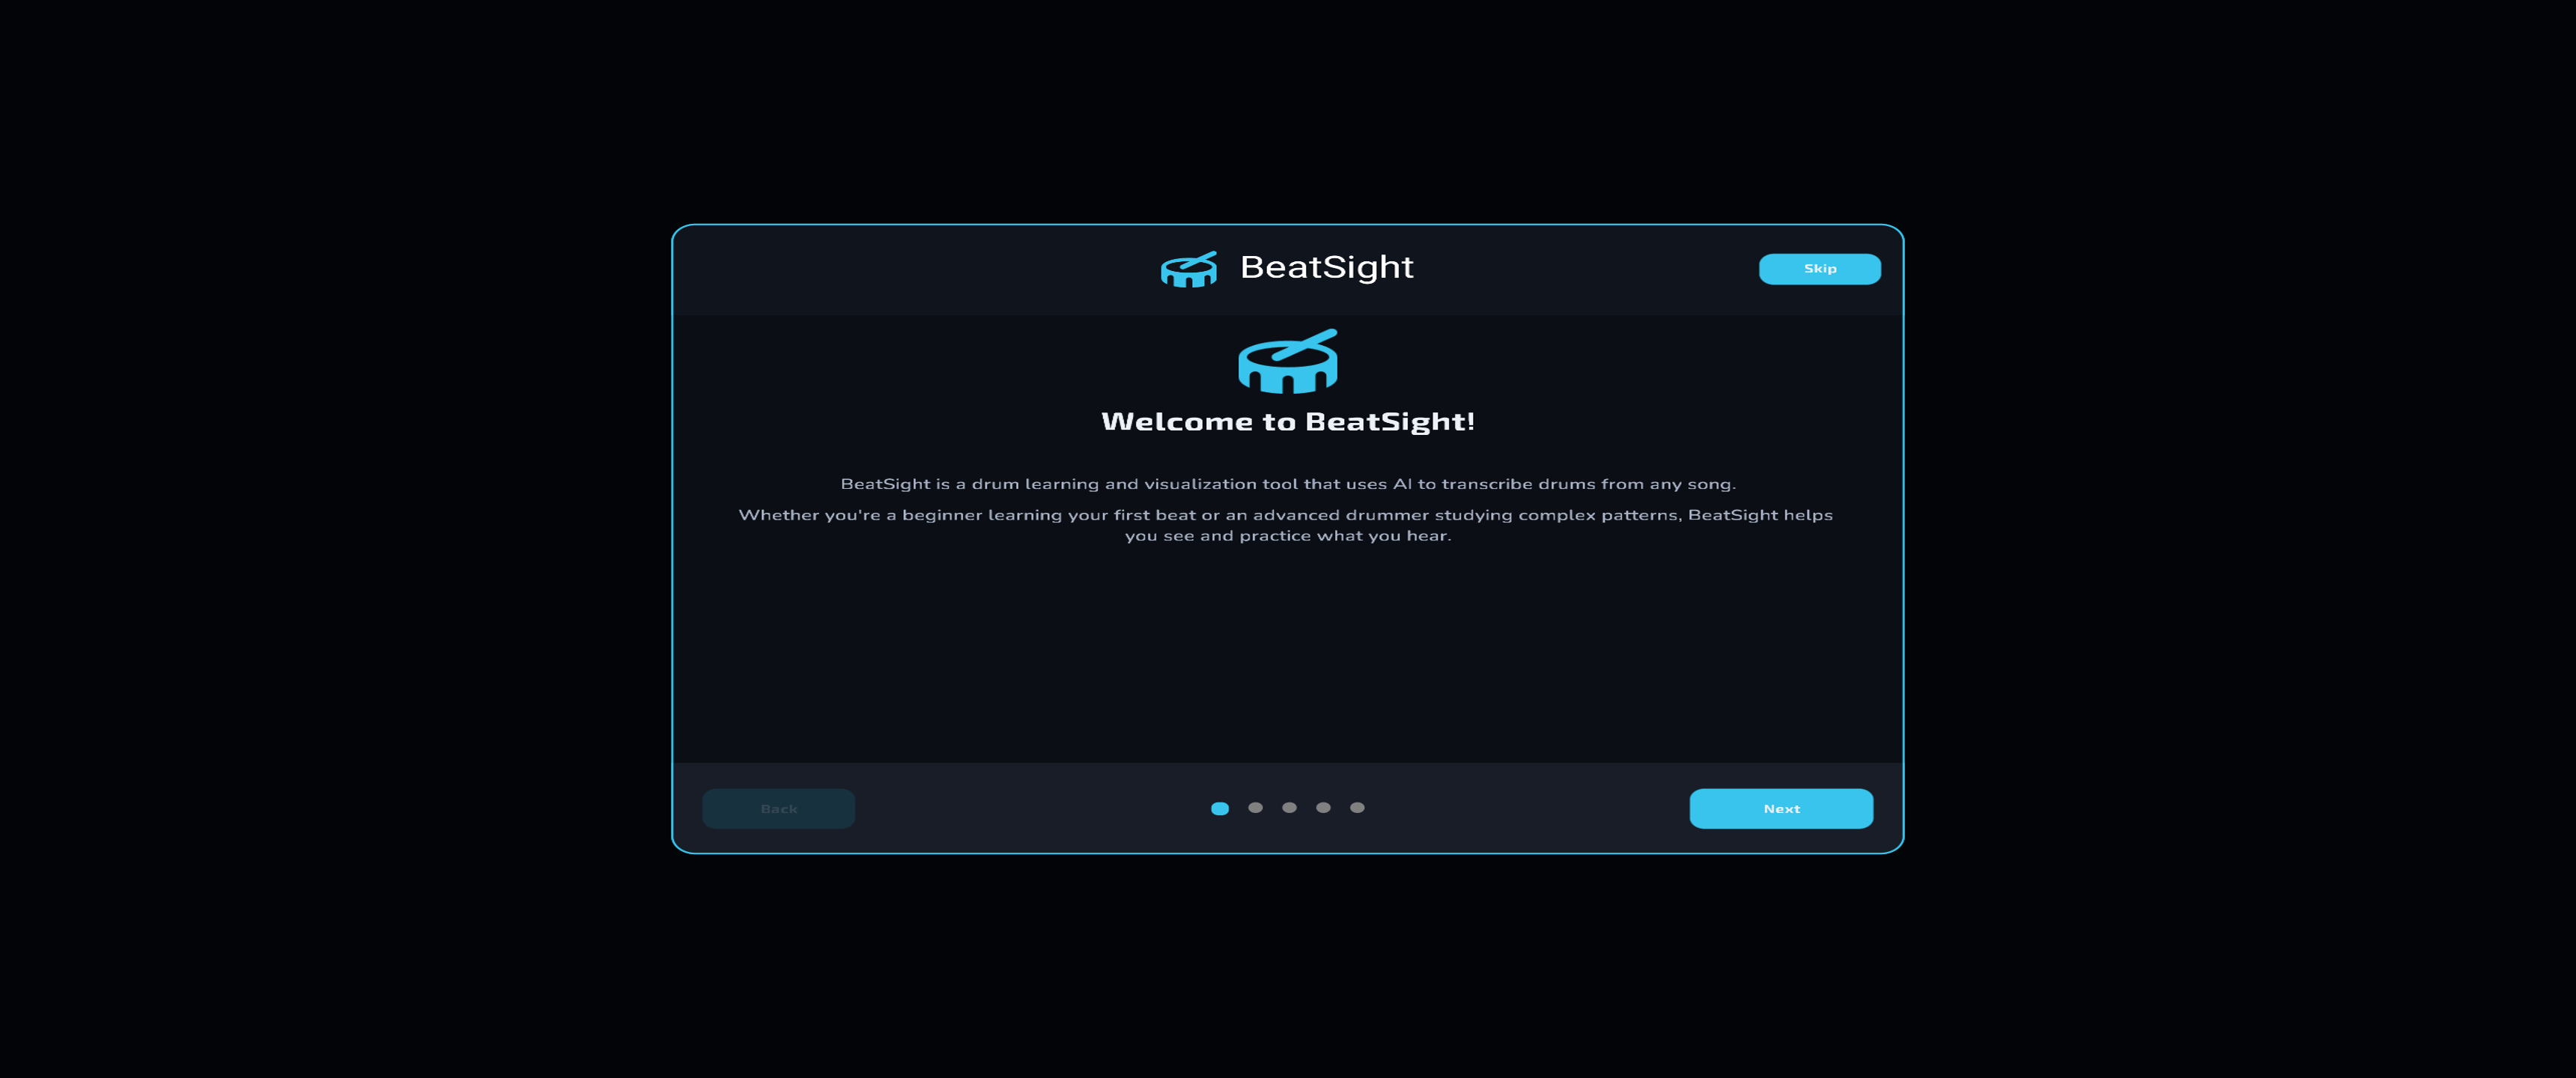 BeatSight
Skip
Welcome to BeatSight!
BeatSight is a drum learning and visualization tool that uses AI to transcribe drums from any song.
Whether you're a beginner learning your first beat or an advanced drummer studying complex patterns, BeatSight helps
you see and practice what you hear.
Back
Next